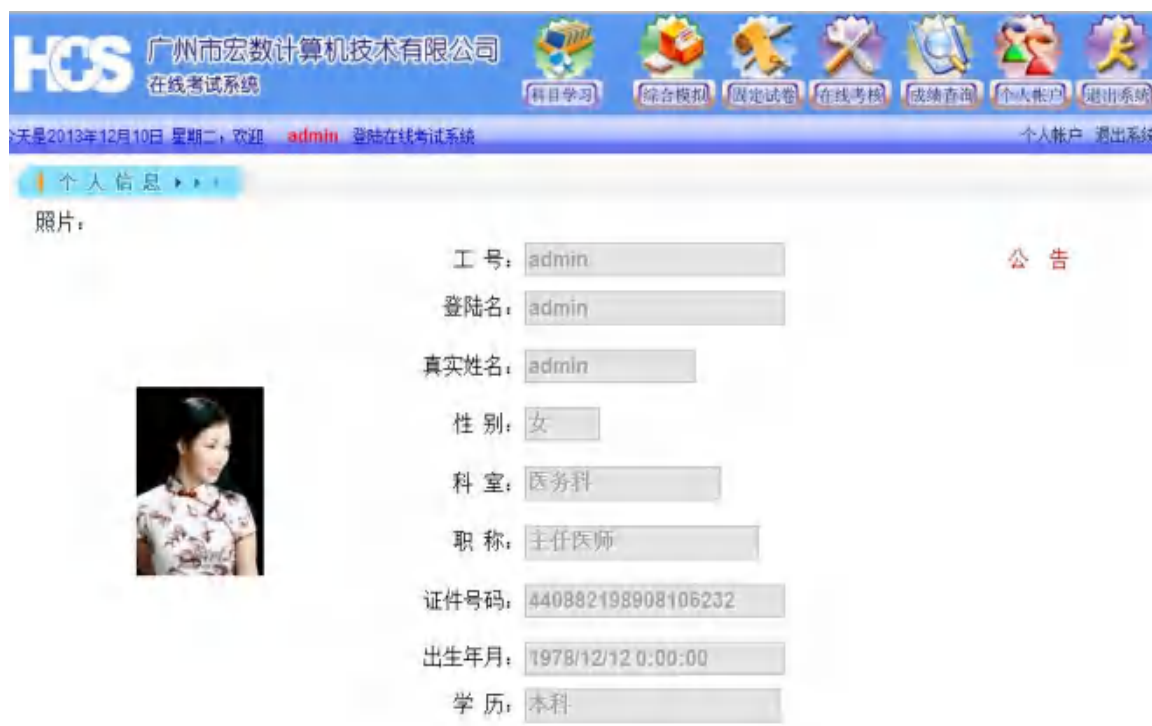 HCS 广州市宏数计算机技术有限公司
在线考试系统
科目学习 综合模拟 固定试卷 在线考核 成绩查询 个人帐户 退出系统
今天是2013年12月10日 星期二，欢迎 admin 登陆在线考试系统 个人帐户 退出系统
个人信息
照片：
工 号： admin 公 告
登陆名： admin
真实姓名： admin
性 别： 女
科 室： 医务科
职 称： 主任医师
证件号码： 440882198908106232
出生年月： 1978/12/12 0:00:00
学 历： 本科